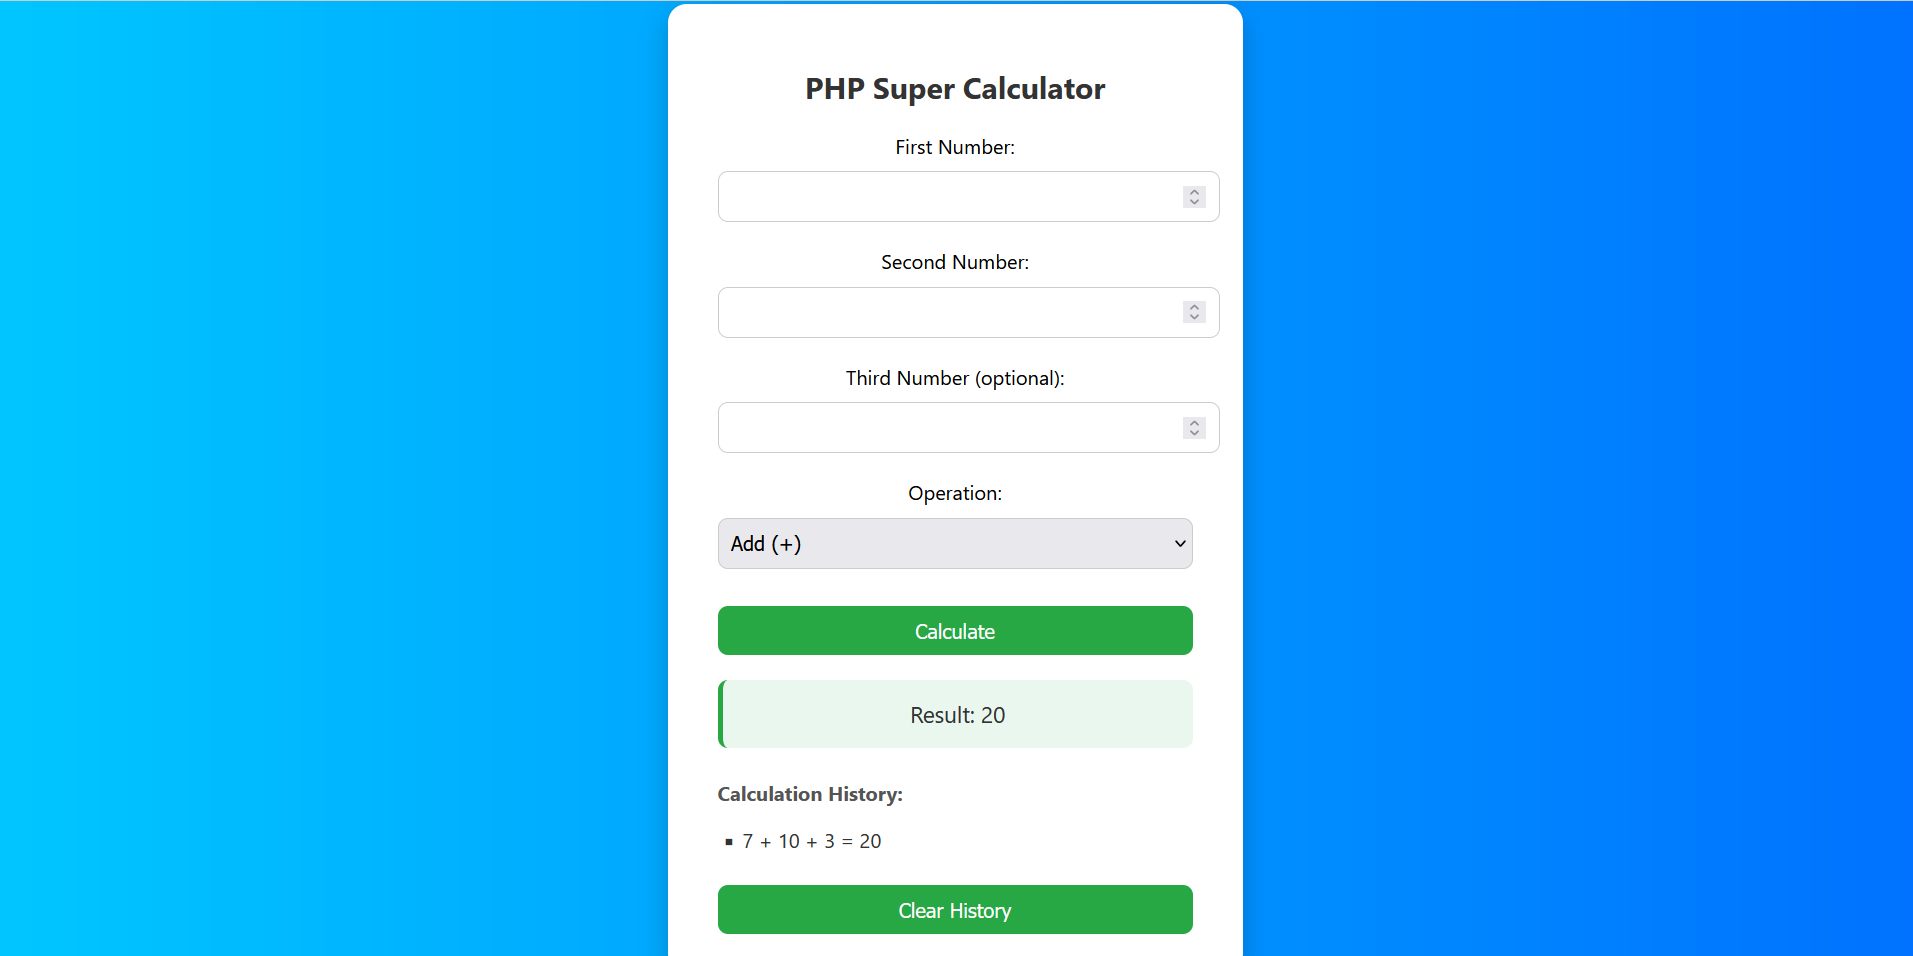 PHP Super Calculator
First Number:
Second Number:
Third Number (optional):
Operation:
Add (+)
Calculate
Result: 20
Calculation History:
▪ 7 + 10 + 3 = 20
Clear History